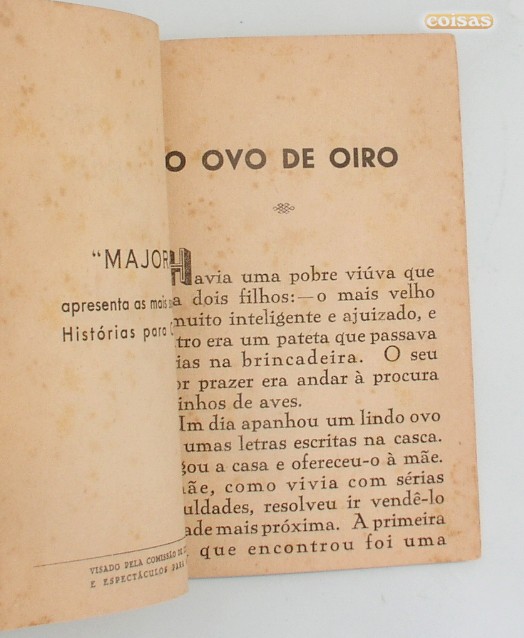 coisas
"MAJOR
apresenta as mais
Histórias para
VISADO PELA COMISSÃO DE
E ESPECTÁCULOS PARA
O OVO DE OIRO
Havia uma pobre viúva que
a dois filhos:—o mais velho
muito inteligente e ajuizado, e
tro era um pateta que passava
ias na brincadeira. O seu
or prazer era andar à procura
inhos de aves.
Um dia apanhou um lindo ovo
umas letras escritas na casca.
gou a casa e ofereceu-o à mãe.
ãe, como vivia com sérias
uldades, resolveu ir vendê-lo
ade mais próxima. A primeira
que encontrou foi uma